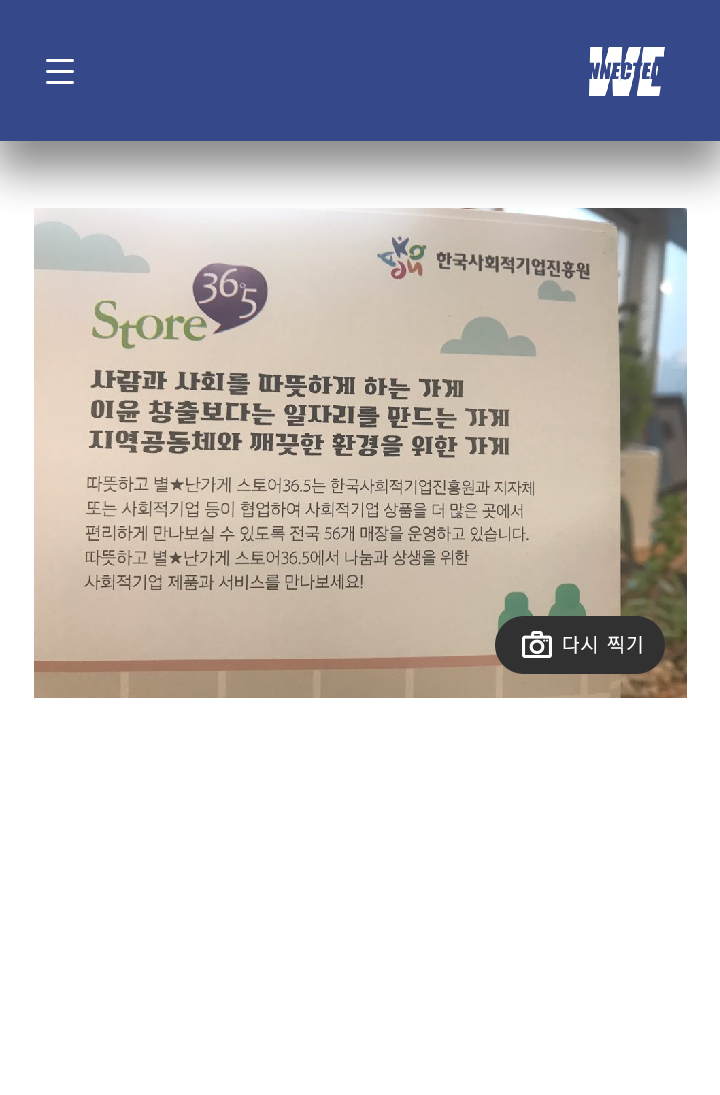 WE
NNECTED
한국사회적기업진흥원
Store 36.5
사람과 사회를 따뜻하게 하는 가게
이윤 창출보다는 일자리를 만드는 가게
지역공동체와 깨끗한 환경을 위한 가게
따뜻하고 별★난가게 스토어36.5는 한국사회적기업진흥원과 지자체
또는 사회적기업 등이 협업하여 사회적기업 상품을 더 많은 곳에서
편리하게 만나보실 수 있도록 전국 56개 매장을 운영하고 있습니다.
따뜻하고 별★난가게 스토어36.5에서 나눔과 상생을 위한
사회적기업 제품과 서비스를 만나보세요!
다시 찍기